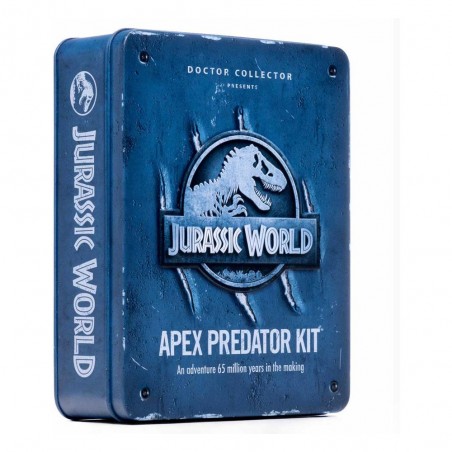 DOCTOR COLLECTOR
PRESENTS
JURASSIC WORLD
APEX PREDATOR KIT
An adventure 65 million years in the making
JURASSIC WORLD